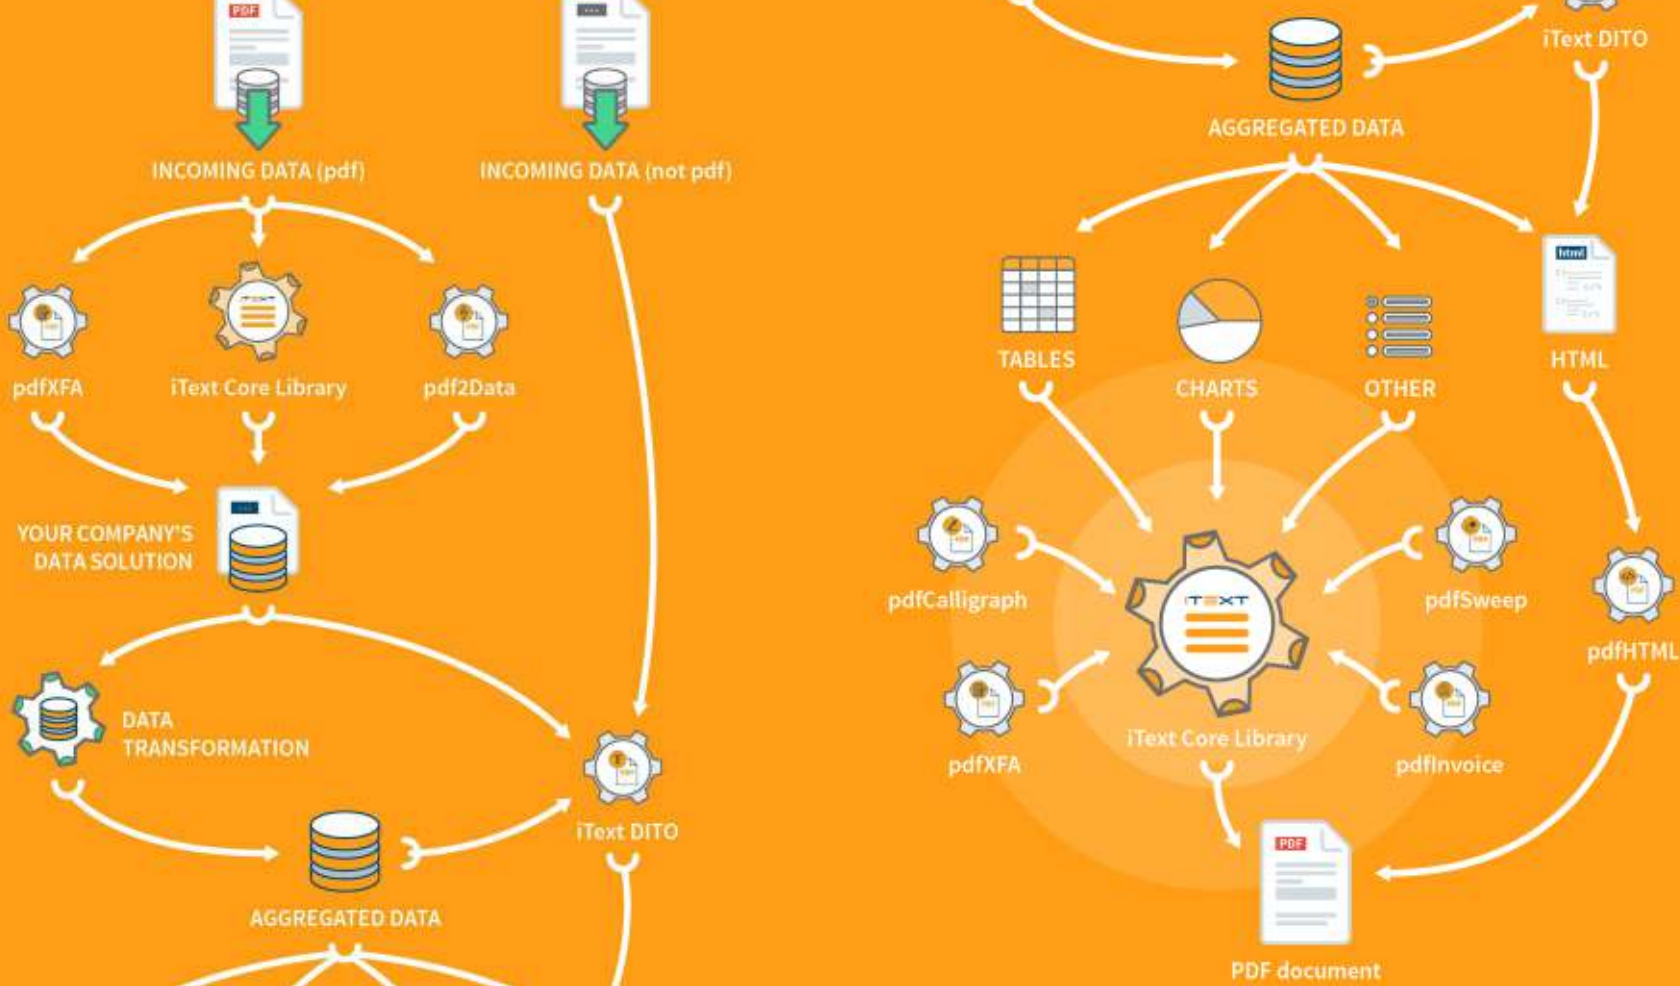 PDF
INCOMING DATA (pdf)
INCOMING DATA (not pdf)
iTEXT
pdfXFA
iText Core Library
pdf2Data
YOUR COMPANY'S
DATA SOLUTION
DATA
TRANSFORMATION
iText DITO
AGGREGATED DATA
iText DITO
AGGREGATED DATA
html
TABLES
CHARTS
OTHER
HTML
pdfCalligraph
pdfSweep
iTEXT
pdfHTML
iText Core Library
pdfXFA
pdfInvoice
PDF
PDF document